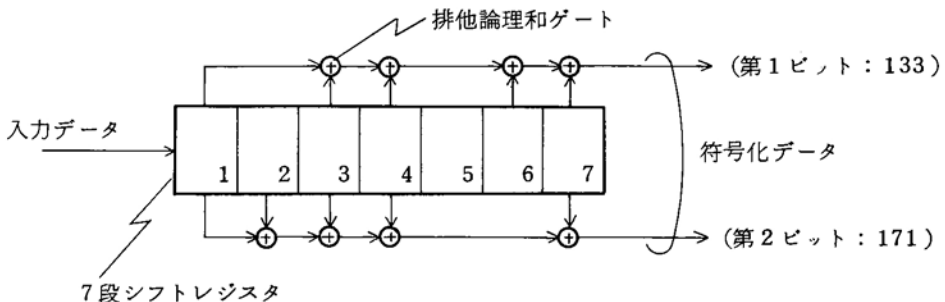 排他論理和ゲート
(第1ビット:133)
入力データ
1 2 3 4 5 6 7
符号化データ
(第2ビット:171)
7段シフトレジスタ